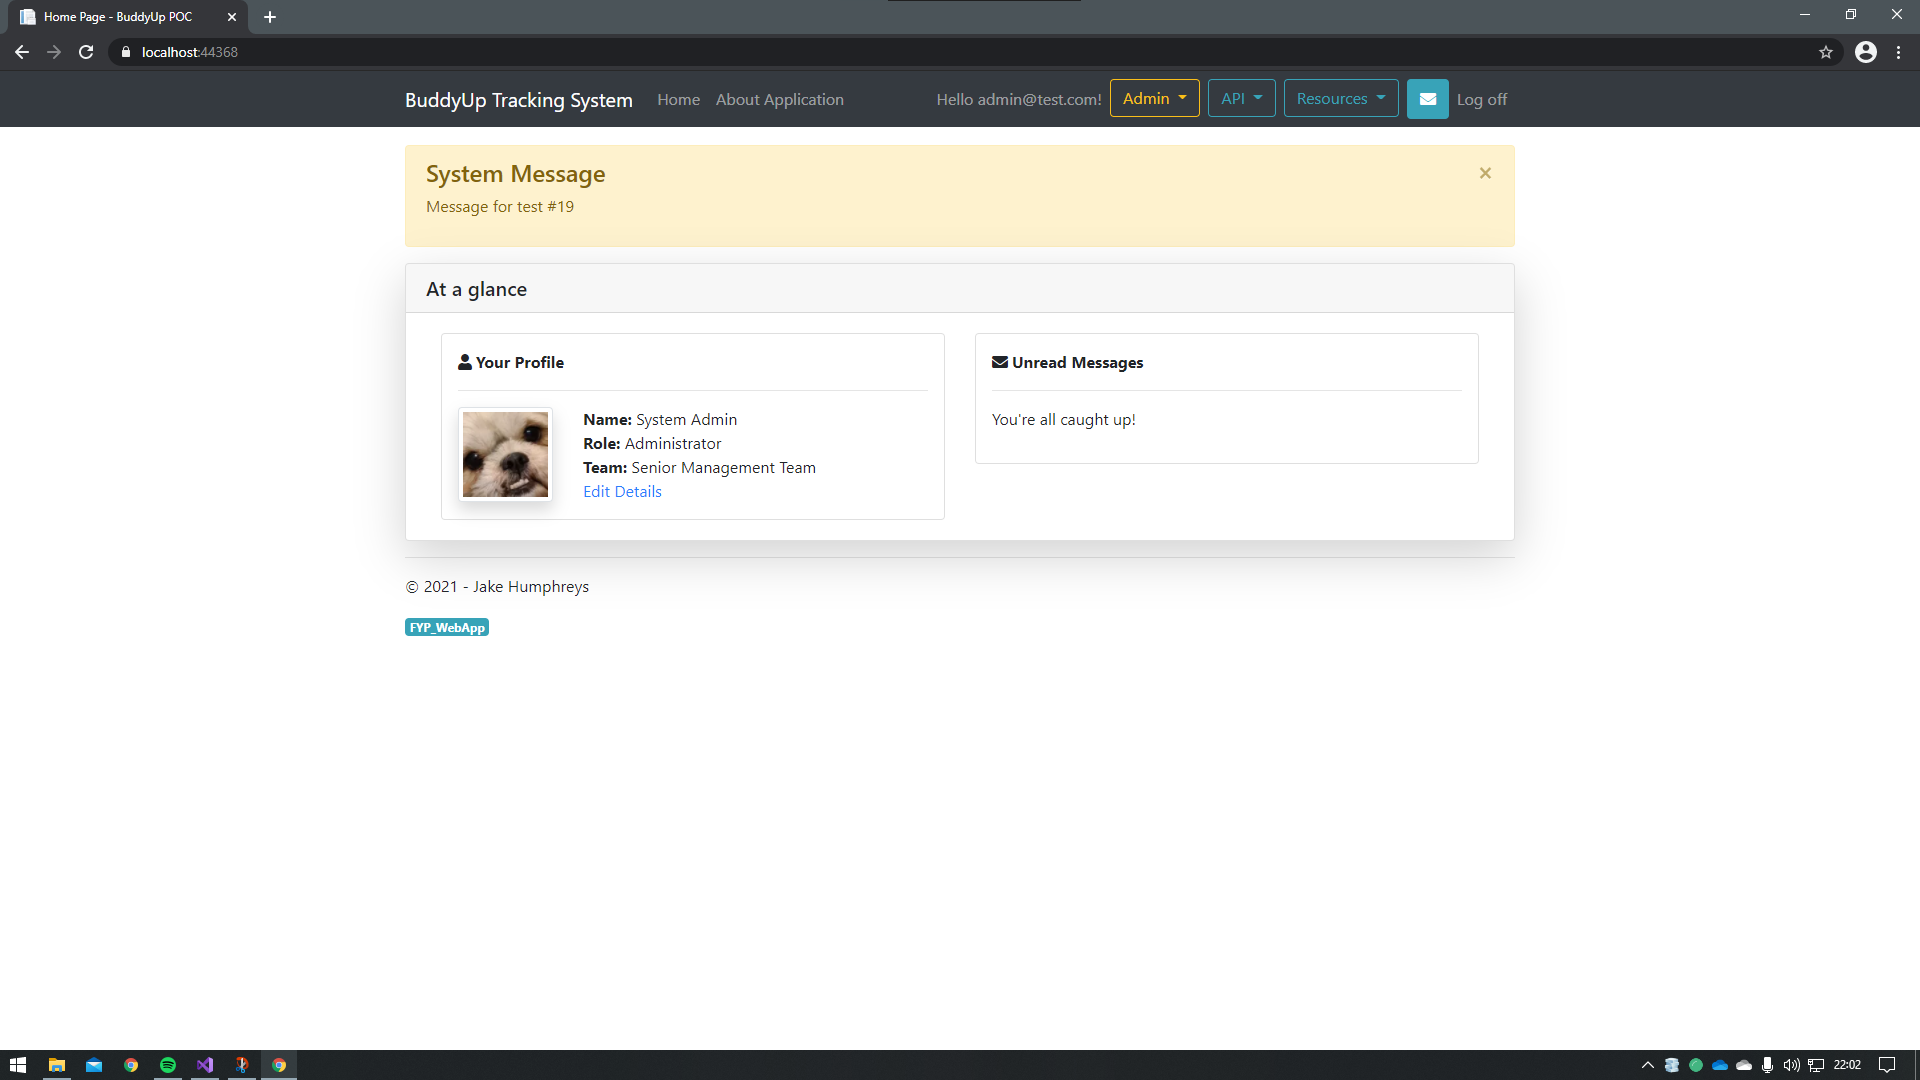 Home Page - BuddyUp POC
localhost:44368
BuddyUp Tracking System Home About Application Hello admin@test.com! Admin API Resources Log off
System Message
Message for test #19
At a glance
Your Profile
Name: System Admin
Role: Administrator
Team: Senior Management Team
Edit Details
Unread Messages
You're all caught up!
© 2021 - Jake Humphreys
FYP_WebApp
22:02